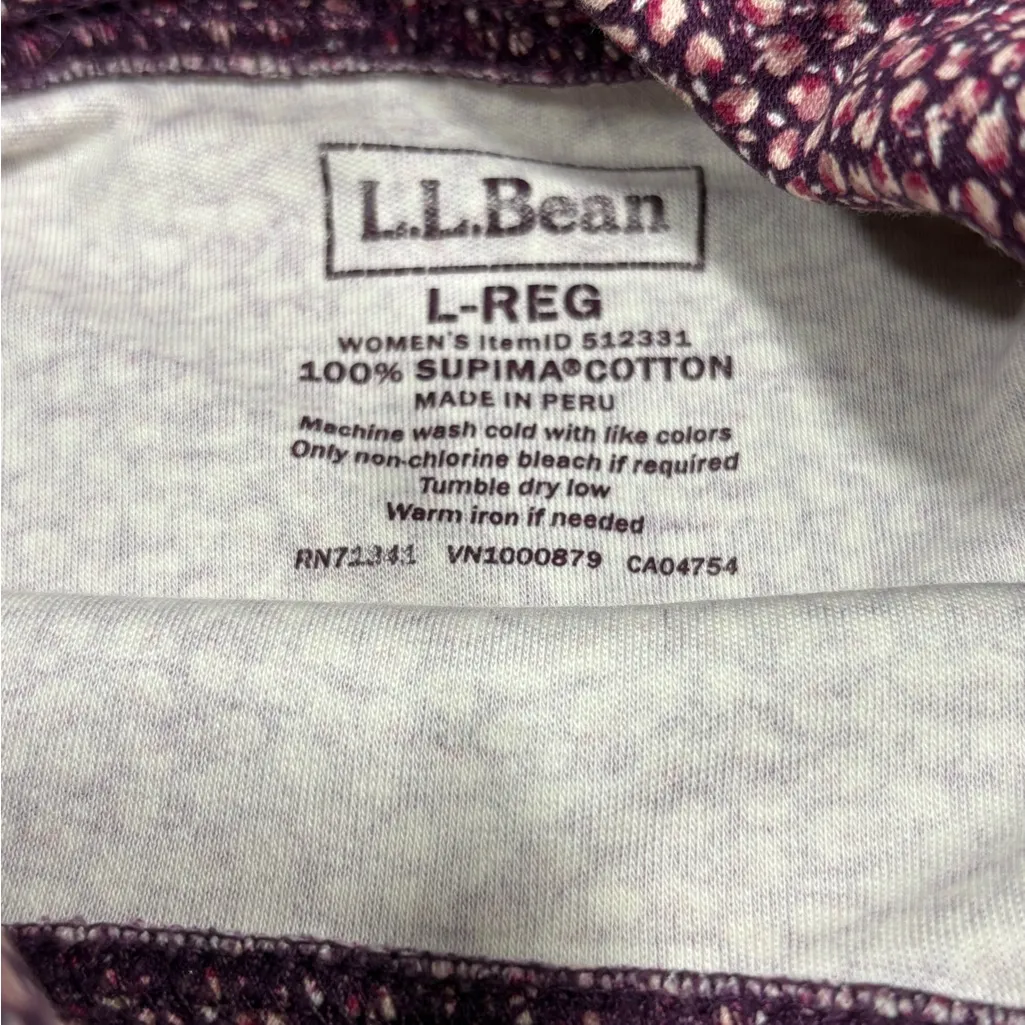 L.L.Bean
L-REG
WOMEN'S ItemID 512331
100% SUPIMA®COTTON
MADE IN PERU
Machine wash cold with like colors
Only non-chlorine bleach if required
Tumble dry low
Warm iron if needed
RN71341 VN1000879 CA04754